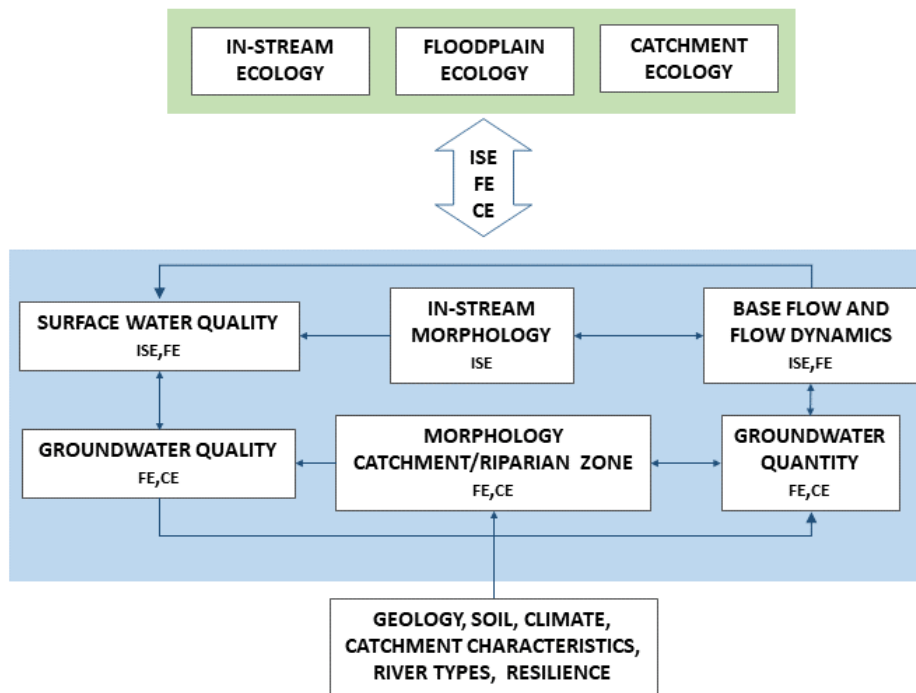 IN-STREAM
ECOLOGY
FLOODPLAIN
ECOLOGY
CATCHMENT
ECOLOGY
ISE
FE
CE
SURFACE WATER QUALITY
ISE,FE
IN-STREAM
MORPHOLOGY
ISE
BASE FLOW AND
FLOW DYNAMICS
ISE,FE
GROUNDWATER QUALITY
FE,CE
MORPHOLOGY
CATCHMENT/RIPARIAN ZONE
FE,CE
GROUNDWATER
QUANTITY
FE,CE
GEOLOGY, SOIL, CLIMATE,
CATCHMENT CHARACTERISTICS,
RIVER TYPES, RESILIENCE